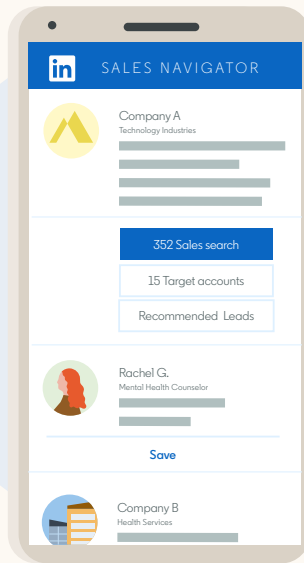 in SALES NAVIGATOR
Company A
Technology Industries
352 Sales search
15 Target accounts
Recommended Leads
Rachel G.
Mental Health Counselor
Save
Company B
Health Services